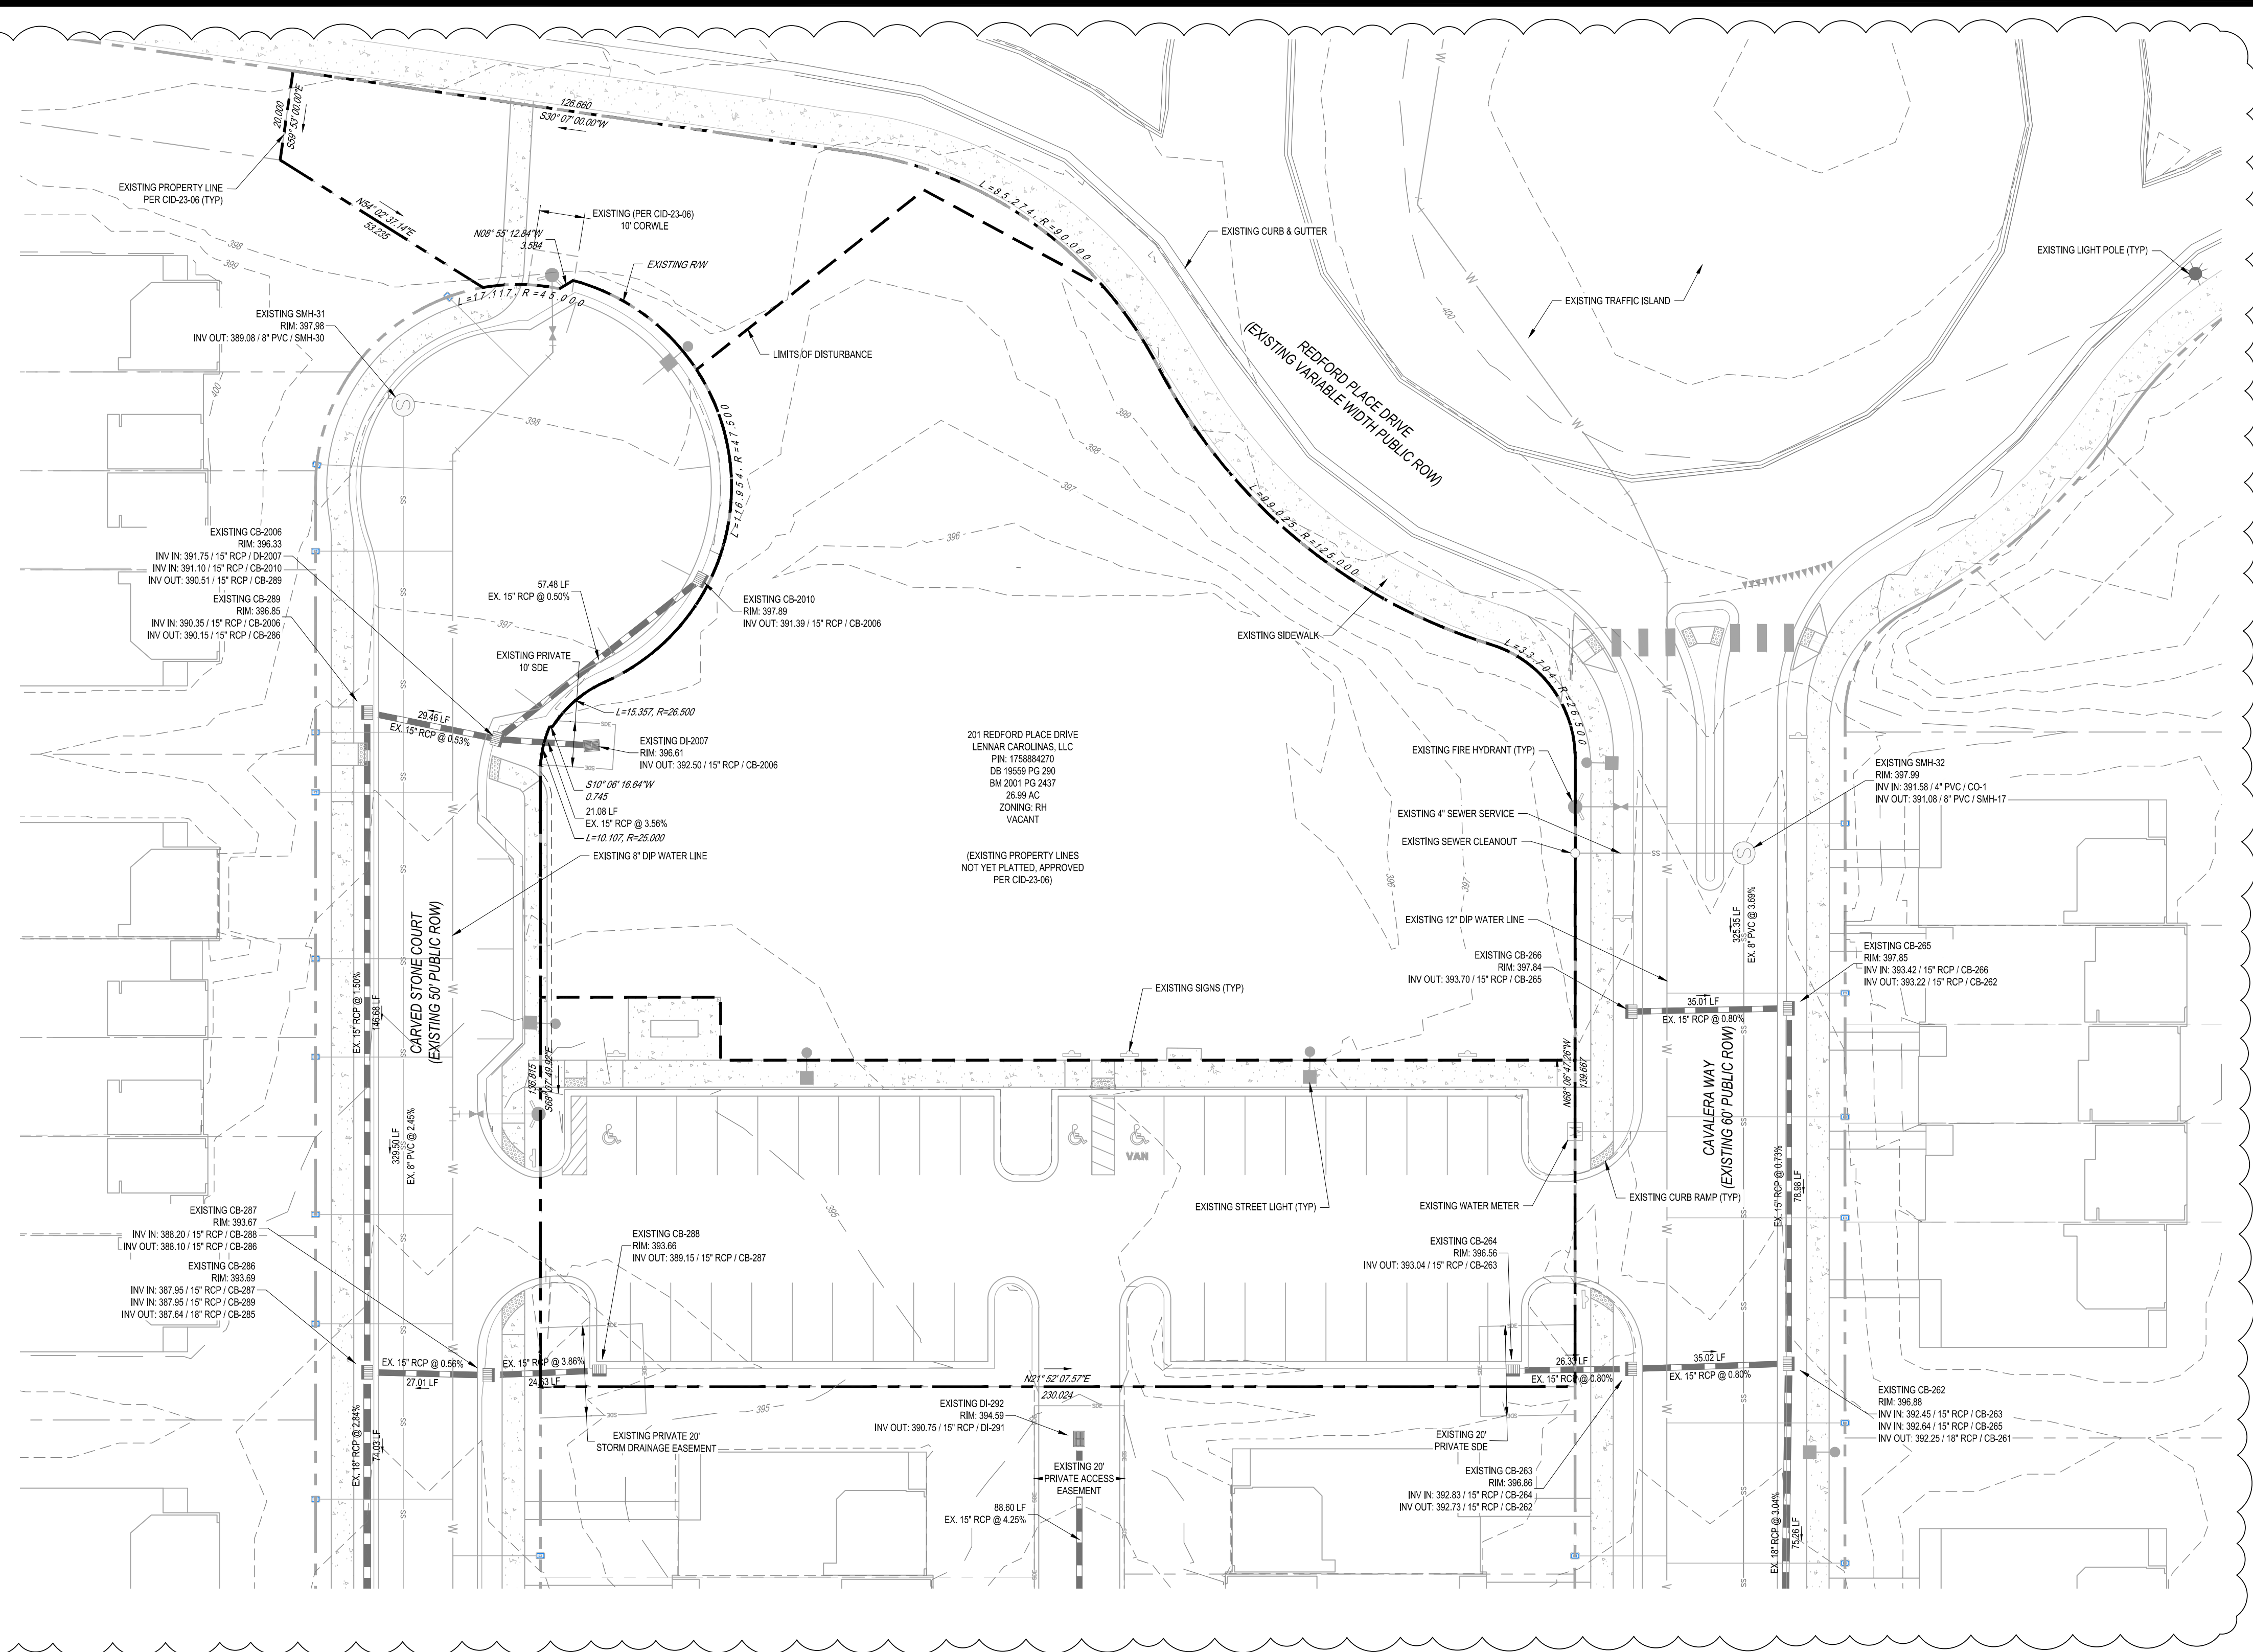 20.000
S59° 53' 00.00"E
126.660
S30° 07' 00.00"W
EXISTING PROPERTY LINE
PER CID-23-06 (TYP)
N54° 02' 37.14"E
53.235
398
399
N08° 55' 12.84"W
3.584
EXISTING (PER CID-23-06)
10' CORWLE
EXISTING R/W
L=17.117, R=45.000
L=85.274, R=90.000
EXISTING CURB & GUTTER
W
W
W
W
400
EXISTING TRAFFIC ISLAND
EXISTING LIGHT POLE (TYP)
EXISTING SMH-31
RIM: 397.98
INV OUT: 389.08 / 8" PVC / SMH-30
S
400
398
LIMITS OF DISTURBANCE
REDFORD PLACE DRIVE
(EXISTING VARIABLE WIDTH PUBLIC ROW)
399
398
397
396
L=116.954, R=47.500
L=99.025, R=125.000
EXISTING CB-2006
RIM: 396.33
INV IN: 391.75 / 15" RCP / DI-2007
INV IN: 391.10 / 15" RCP / CB-2010
INV OUT: 390.51 / 15" RCP / CB-289
EXISTING CB-289
RIM: 396.85
INV IN: 390.35 / 15" RCP / CB-2006
INV OUT: 390.15 / 15" RCP / CB-286
57.48 LF
EX. 15" RCP @ 0.50%
397
EXISTING PRIVATE
10' SDE
EXISTING CB-2010
RIM: 397.89
INV OUT: 391.39 / 15" RCP / CB-2006
EXISTING SIDEWALK
L=33.704, R=26.500
29.46 LF
EX. 15" RCP @ 0.53%
L=15.357, R=26.500
SDE
SDE
EXISTING DI-2007
RIM: 396.61
INV OUT: 392.50 / 15" RCP / CB-2006
S10° 06' 16.64"W
0.745
21.08 LF
EX. 15" RCP @ 3.56%
L=10.107, R=25.000
EXISTING 8" DIP WATER LINE
201 REDFORD PLACE DRIVE
LENNAR CAROLINAS, LLC
PIN: 1758884270
DB 19559 PG 290
BM 2001 PG 2437
26.99 AC
ZONING: RH
VACANT
(EXISTING PROPERTY LINES
NOT YET PLATTED, APPROVED
PER CID-23-06)
EXISTING FIRE HYDRANT (TYP)
EXISTING 4" SEWER SERVICE
EXISTING SEWER CLEANOUT
SS
S
EXISTING SMH-32
RIM: 397.99
INV IN: 391.58 / 4" PVC / CO-1
INV OUT: 391.08 / 8" PVC / SMH-17
396
397
EXISTING 12" DIP WATER LINE
325.35 LF
EX. 8" PVC @ 3.69%
EXISTING CB-266
RIM: 397.84
INV OUT: 393.70 / 15" RCP / CB-265
EXISTING CB-265
RIM: 397.85
INV IN: 393.42 / 15" RCP / CB-266
INV OUT: 393.22 / 15" RCP / CB-262
35.01 LF
EX. 15" RCP @ 0.80%
CARVED STONE COURT
(EXISTING 50' PUBLIC ROW)
EX. 15" RCP @ 1.50%
146.68 LF
EXISTING SIGNS (TYP)
136.815
S68° 07' 49.92"E
N68° 06' 47.26"W
139.667
CAVALERA WAY
(EXISTING 60' PUBLIC ROW)
329.50 LF
EX. 8" PVC @ 2.45%
VAN
EX. 15" RCP @ 0.73%
78.98 LF
EXISTING CURB RAMP (TYP)
EXISTING STREET LIGHT (TYP)
EXISTING WATER METER
395
EXISTING CB-287
RIM: 393.67
INV IN: 388.20 / 15" RCP / CB-288
INV OUT: 388.10 / 15" RCP / CB-286
EXISTING CB-286
RIM: 393.69
INV IN: 387.95 / 15" RCP / CB-287
INV IN: 387.95 / 15" RCP / CB-289
INV OUT: 387.64 / 18" RCP / CB-285
EXISTING CB-288
RIM: 393.66
INV OUT: 389.15 / 15" RCP / CB-287
EXISTING CB-264
RIM: 396.56
INV OUT: 393.04 / 15" RCP / CB-263
EX. 15" RCP @ 0.56%
27.01 LF
EX. 15" RCP @ 3.86%
24.63 LF
N21° 52' 07.57"E
230.024
26.33 LF
EX. 15" RCP @ 0.80%
35.02 LF
EX. 15" RCP @ 0.80%
395
EXISTING DI-292
RIM: 394.59
INV OUT: 390.75 / 15" RCP / DI-291
EXISTING CB-262
RIM: 396.88
INV IN: 392.45 / 15" RCP / CB-263
INV IN: 392.64 / 15" RCP / CB-265
INV OUT: 392.25 / 18" RCP / CB-261
EXISTING PRIVATE 20'
STORM DRAINAGE EASEMENT
EXISTING 20'
PRIVATE SDE
EX. 18" RCP @ 2.84%
74.03 LF
EXISTING 20'
PRIVATE ACCESS
EASEMENT
EXISTING CB-263
RIM: 396.86
INV IN: 392.83 / 15" RCP / CB-264
INV OUT: 392.73 / 15" RCP / CB-262
88.60 LF
EX. 15" RCP @ 4.25%
EX. 18" RCP @ 3.04%
75.26 LF